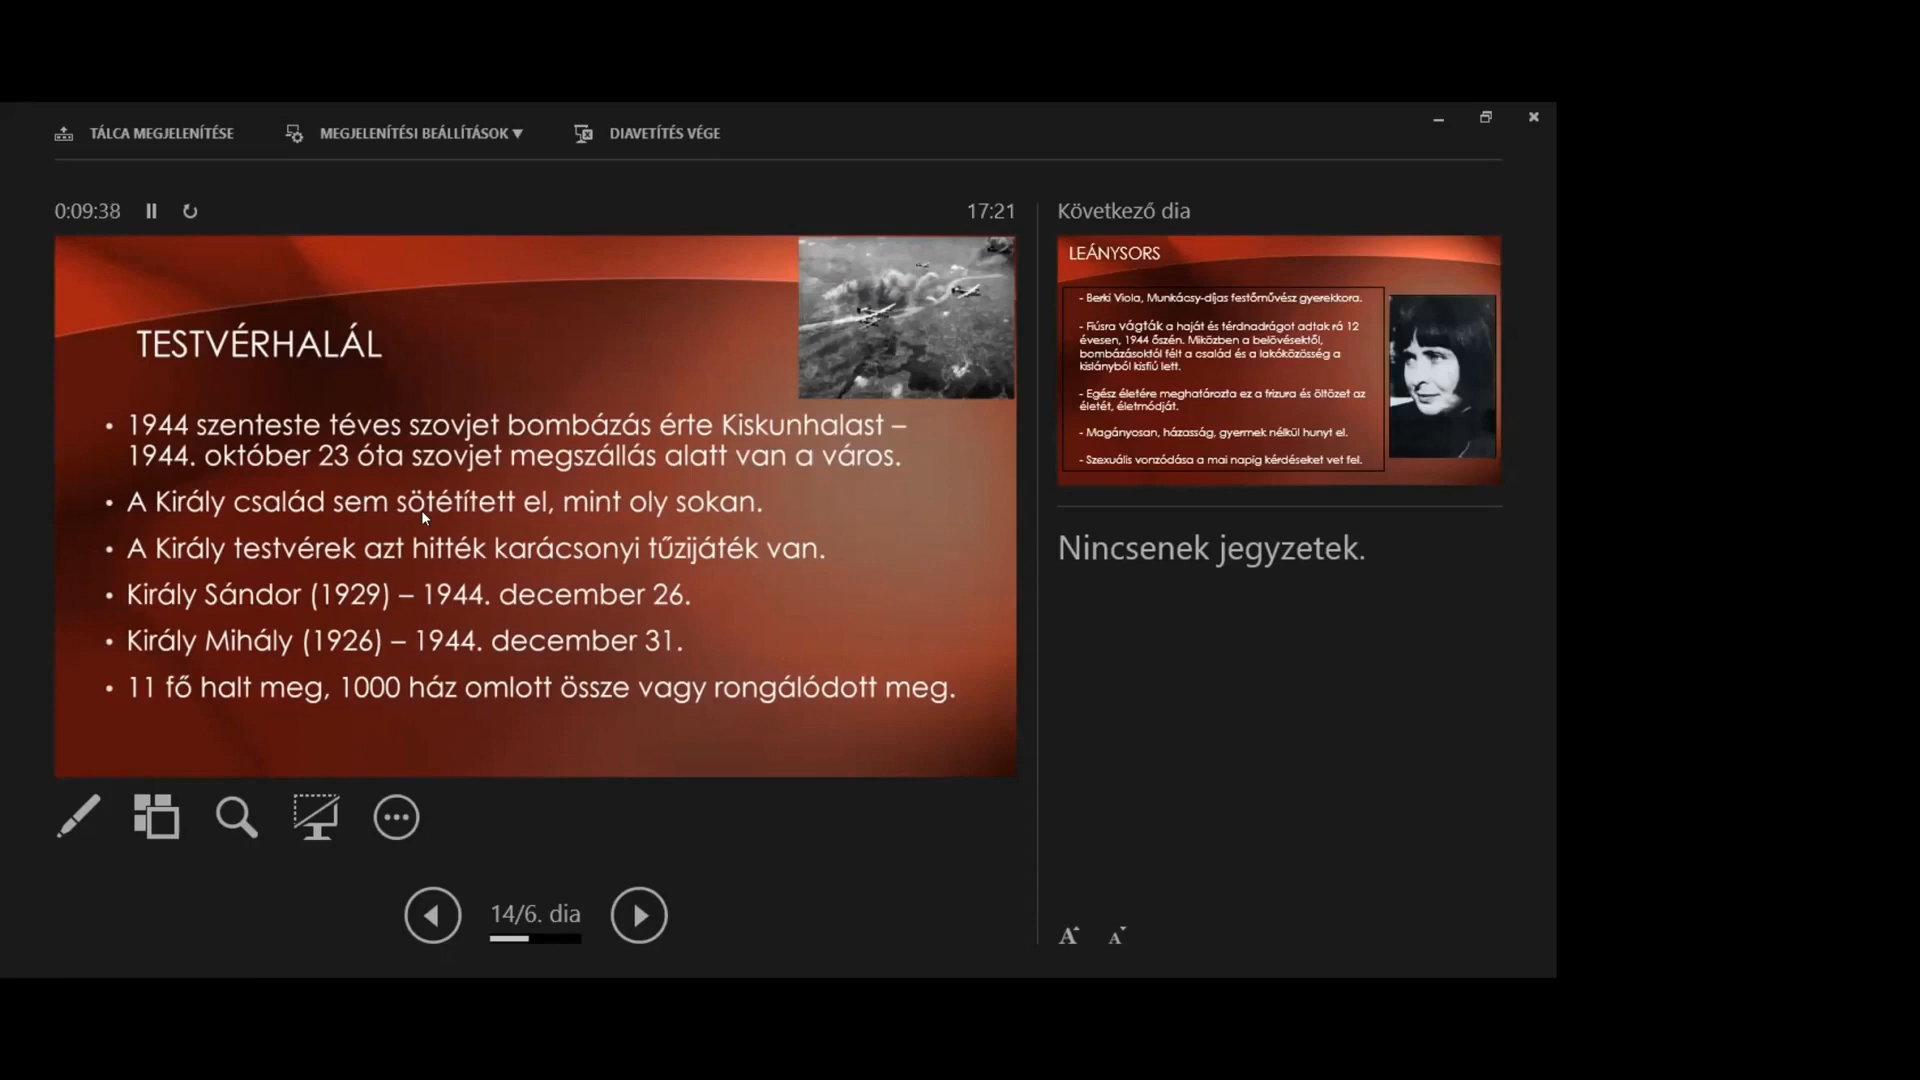 TÁLCA MEGJELENÍTÉSE
MEGJELENÍTÉSI BEÁLLÍTÁSOK ▼
DIAVETÍTÉS VÉGE
0:09:38
17:21
TESTVÉRHALÁL
• 1944 szenteste téves szovjet bombázás érte Kiskunhalast –
1944. október 23 óta szovjet megszállás alatt van a város.
• A Király család sem sötétített el, mint oly sokan.
• A Király testvérek azt hitték karácsonyi tűzijáték van.
• Király Sándor (1929) – 1944. december 26.
• Király Mihály (1926) – 1944. december 31.
• 11 fő halt meg, 1000 ház omlott össze vagy rongálódott meg.
14/6. dia
Következő dia
LEÁNYSORS
- Berki Viola, Munkácsy-díjas festőművész gyerekkora.
- Fiúsra vágták a haját és térdnadrágot adtak rá 12
évesen, 1944 őszén. Miközben a belövésektől,
bombázásoktól félt a család és a lakóközösség a
kislányból kisfiú lett.
- Egész életére meghatározta ez a frizura és öltözet az
életét, életmódját.
- Magányosan, házasság, gyermek nélkül hunyt el.
- Szexuális vonzódása a mai napig kérdéseket vet fel.
Nincsenek jegyzetek.
A A